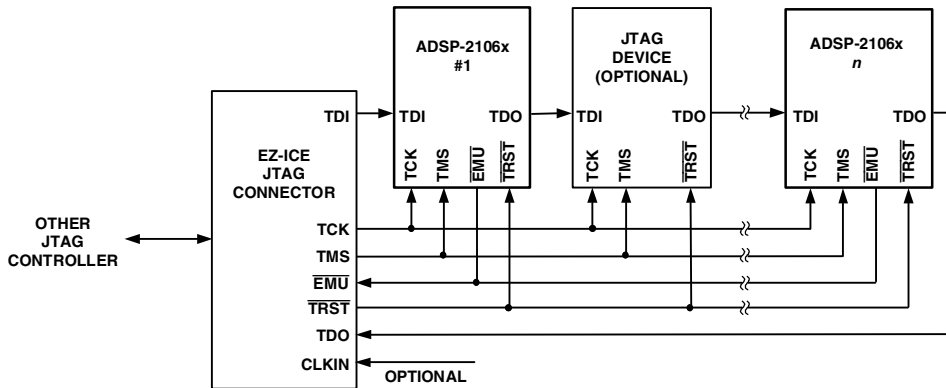 ADSP-2106x
#1
JTAG
DEVICE
(OPTIONAL)
ADSP-2106x
n
TDI
TDI
TDO
TDI
TDO
TDI
TDO
TCK
TMS
EMU
TRST
TCK
TMS
TRST
TCK
TMS
EMU
TRST
EZ-ICE
JTAG
CONNECTOR
OTHER
JTAG
CONTROLLER
TCK
TMS
EMU
TRST
TDO
CLKIN
OPTIONAL